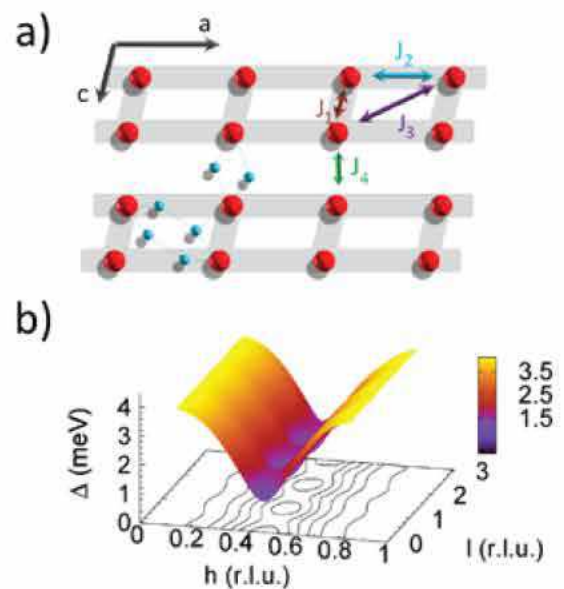 a)
a
c
J₂
J₁
J₃
J₄
b)
Δ (meV)
4
3
2
1
0
0 0.2 0.4 0.6 0.8 1
h (r.l.u.)
0 1 2 3
l (r.l.u.)
3.5
2.5
1.5